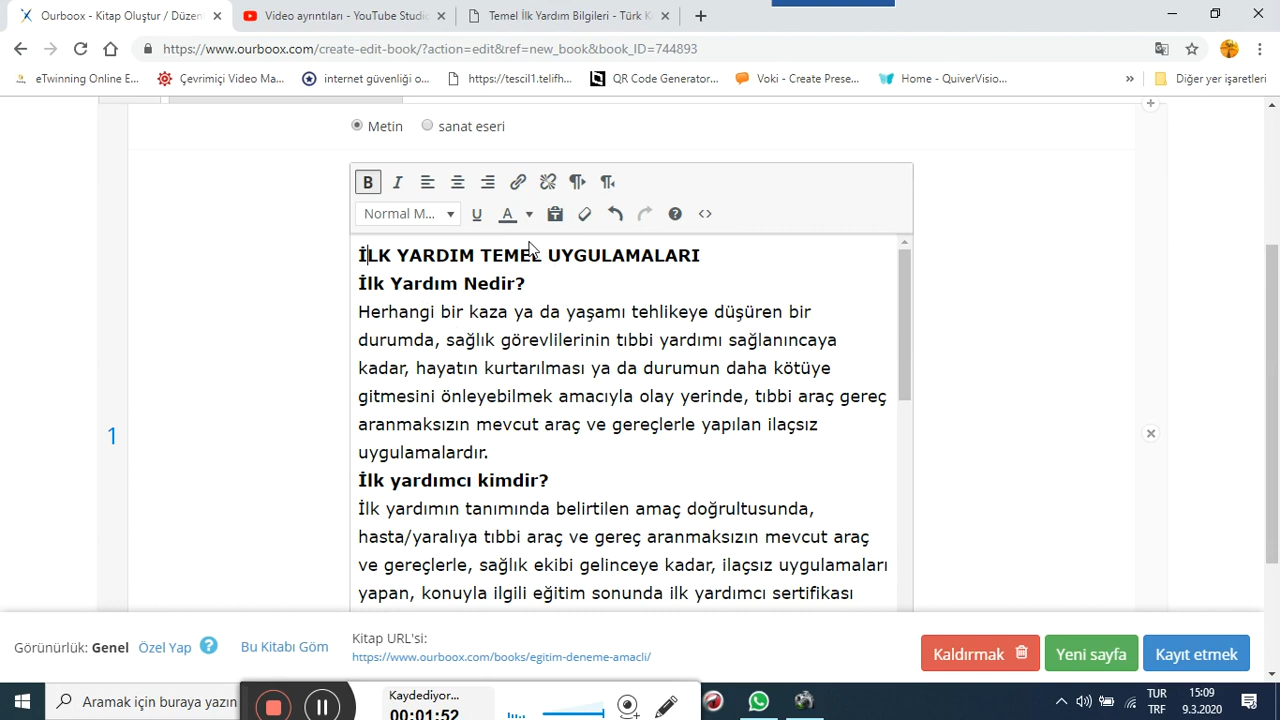 Kitap Oluştur / Düzen
Video ayrıntıları - YouTube Studio
Temel İlk Yardım Bilgileri - Türk K
https://www.ourboox.com/create-edit-book/?action=edit&ref=new_book&book_ID=744893
eTwinning Online E...
Çevrimiçi Video Ma...
internet güvenliği o...
https://tescil1.telifh...
QR Code Generator...
Voki - Create Prese...
Home - QuiverVisio...
»
Diğer yer işaretleri
Metin
sanat eseri
B I
Normal M...
U A
İLK YARDIM TEMEL UYGULAMALARI
İlk Yardım Nedir?
Herhangi bir kaza ya da yaşamı tehlikeye düşüren bir
durumda, sağlık görevlilerinin tıbbi yardımı sağlanıncaya
kadar, hayatın kurtarılması ya da durumun daha kötüye
gitmesini önleyebilmek amacıyla olay yerinde, tıbbi araç gereç
aranmaksızın mevcut araç ve gereçlerle yapılan ilaçsız
uygulamalardır.
1
İlk yardımcı kimdir?
İlk yardımın tanımında belirtilen amaç doğrultusunda,
hasta/yaralıya tıbbi araç ve gereç aranmaksızın mevcut araç
ve gereçlerle, sağlık ekibi gelinceye kadar, ilaçsız uygulamaları
yapan, konuyla ilgili eğitim sonunda ilk yardımcı sertifikası
Görünürlük: Genel Özel Yap ? Bu Kitabı Göm
Kitap URL'si:
https://www.ourboox.com/books/egitim-deneme-amacli/
Kaldırmak
Yeni sayfa
Kayıt etmek
Aramak için buraya yazın
Kaydediyor...
00:01:52
TUR
TRF
15:09
9.3.2020